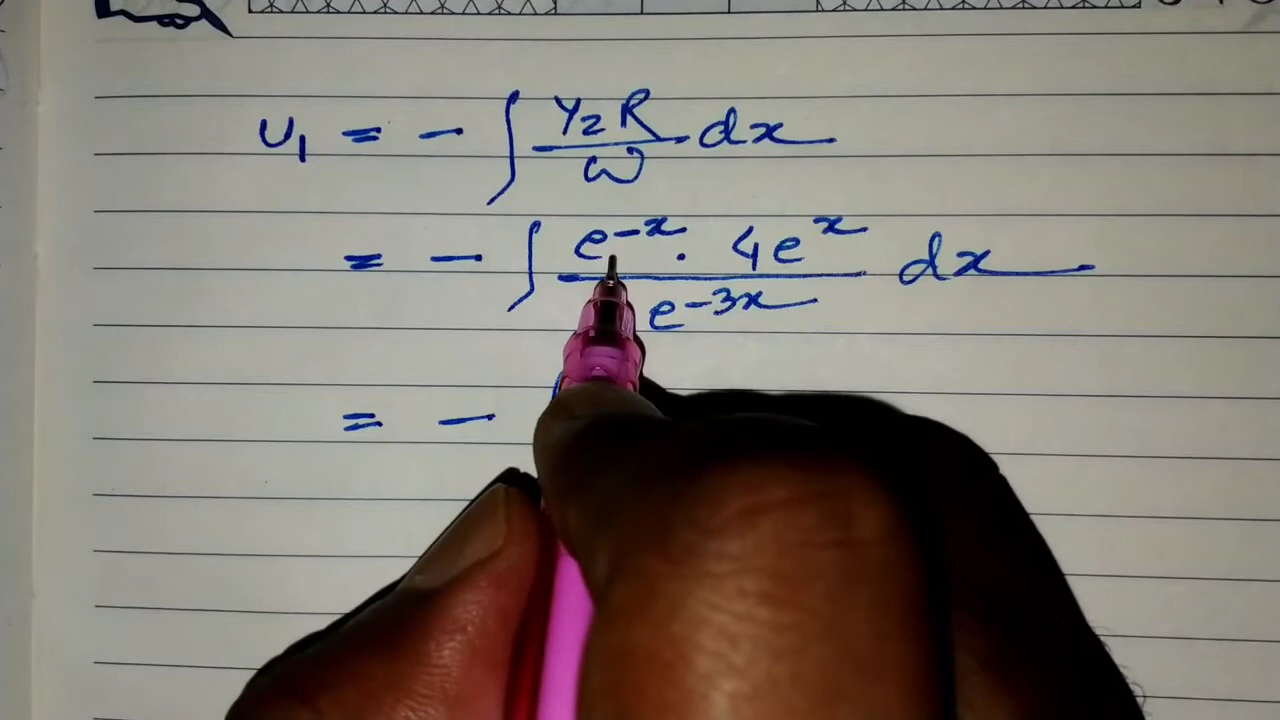 u₁ = - ∫ y₂R/ω dx
= - ∫ e⁻ˣ · 4eˣ / e⁻³ˣ dx
= -